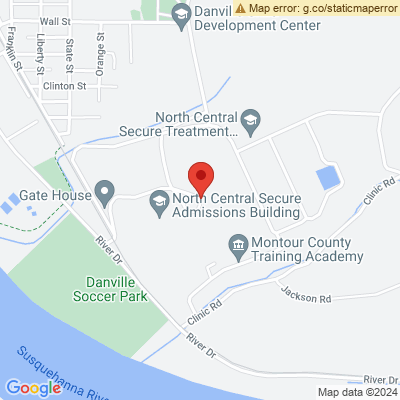 Map error: g.co/staticmaperror
Danvil
Development Center
Wall St
Franklin St
Liberty St
State St
Orange St
Clinton St
North Central
Secure Treatment...
Clinic Rd
Gate House
North Central Secure
Admissions Building
River Dr
Montour County
Training Academy
Danville
Soccer Park
Jackson Rd
Clinic Rd
River Dr
Susquehanna River
River Dr
Google
Map data ©2024